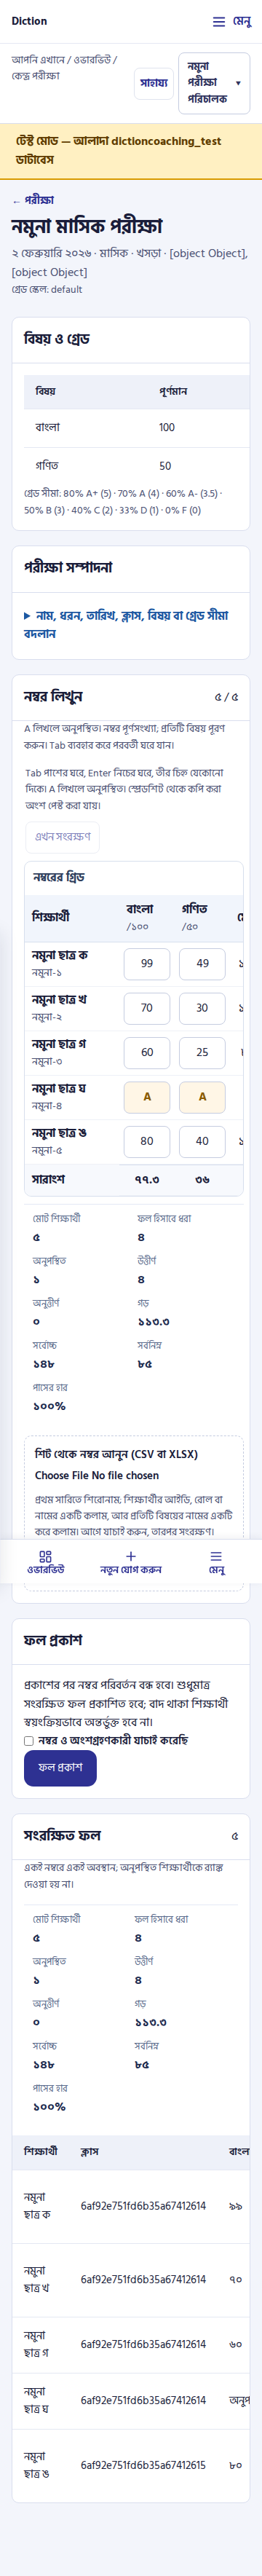 Diction
মেনু
আপনি এখানে / ওভারভিউ /
কেন্দ্র পরীক্ষা
সাহায্য
নমুনা
পরীক্ষা
পরিচালক
টেস্ট মোড — আলাদা dictioncoaching_test
ডাটাবেস
← পরীক্ষা
নমুনা মাসিক পরীক্ষা
২ ফেব্রুয়ারি ২০২৬ · মাসিক · খসড়া · [object Object],
[object Object]
গ্রেড স্কেল: default
বিষয় ও গ্রেড
বিষয় পূর্ণমান
বাংলা 100
গণিত 50
গ্রেড সীমা: 80% A+ (5) · 70% A (4) · 60% A- (3.5) ·
50% B (3) · 40% C (2) · 33% D (1) · 0% F (0)
পরীক্ষা সম্পাদনা
নাম, ধরন, তারিখ, ক্লাস, বিষয় বা গ্রেড সীমা
বদলান
নম্বর লিখুন ৫ / ৫
A লিখলে অনুপস্থিত। নম্বর পূর্ণসংখ্যা; প্রতিটি বিষয় পূরণ
করুন। Tab ব্যবহার করে পরবর্তী ঘরে যান।
Tab পাশের ঘরে, Enter নিচের ঘরে, তীর চিহ্ন যেকোনো
দিকে। A লিখলে অনুপস্থিত। স্প্রেডশিট থেকে কপি করা
অংশ পেস্ট করা যায়।
এখন সংরক্ষণ
নম্বরের গ্রিড
শিক্ষার্থী বাংলা /১০০ গণিত /৫০
নমুনা ছাত্র ক 99 49
নমুনা-১
নমুনা ছাত্র খ 70 30
নমুনা-২
নমুনা ছাত্র গ 60 25
নমুনা-৩
নমুনা ছাত্র ঘ A A
নমুনা-৪
নমুনা ছাত্র ঙ 80 40
নমুনা-৫
সারাংশ ৭৭.৩ ৩৬
মোট শিক্ষার্থী ফল হিসাবে ধরা
৫ ৪
অনুপস্থিত উত্তীর্ণ
১ ৪
অনুত্তীর্ণ গড়
০ ১১৩.৩
সর্বোচ্চ সর্বনিম্ন
১৪৮ ৮৫
পাসের হার
১০০%
শিট থেকে নম্বর আনুন (CSV বা XLSX)
Choose File No file chosen
প্রথম সারিতে শিরোনাম; শিক্ষার্থীর আইডি, রোল বা
নামের একটি কলাম, আর প্রতিটি বিষয়ের নামের একটি
করে কলাম। আগে যাচাই করুন, তারপর সংরক্ষণ।
ওভারভিউ নতুন যোগ করুন মেনু
ফল প্রকাশ
প্রকাশের পর নম্বর পরিবর্তন বন্ধ হবে। শুধুমাত্র
সংরক্ষিত ফল প্রকাশিত হবে; বাদ থাকা শিক্ষার্থী
স্বয়ংক্রিয়ভাবে অন্তর্ভুক্ত হবে না।
নম্বর ও অংশগ্রহণকারী যাচাই করেছি
ফল প্রকাশ
সংরক্ষিত ফল ৫
একই নম্বরে একই অবস্থান; অনুপস্থিত শিক্ষার্থীকে র‍্যাঙ্ক
দেওয়া হয় না।
মোট শিক্ষার্থী ফল হিসাবে ধরা
৫ ৪
অনুপস্থিত উত্তীর্ণ
১ ৪
অনুত্তীর্ণ গড়
০ ১১৩.৩
সর্বোচ্চ সর্বনিম্ন
১৪৮ ৮৫
পাসের হার
১০০%
শিক্ষার্থী ক্লাস
নমুনা
ছাত্র ক 6af92e751fd6b35a67412614 ৯৯
নমুনা
ছাত্র খ 6af92e751fd6b35a67412614 ৭০
নমুনা
ছাত্র গ 6af92e751fd6b35a67412614 ৬০
নমুনা
ছাত্র ঘ 6af92e751fd6b35a67412614
নমুনা
ছাত্র ঙ 6af92e751fd6b35a67412615 ৮০